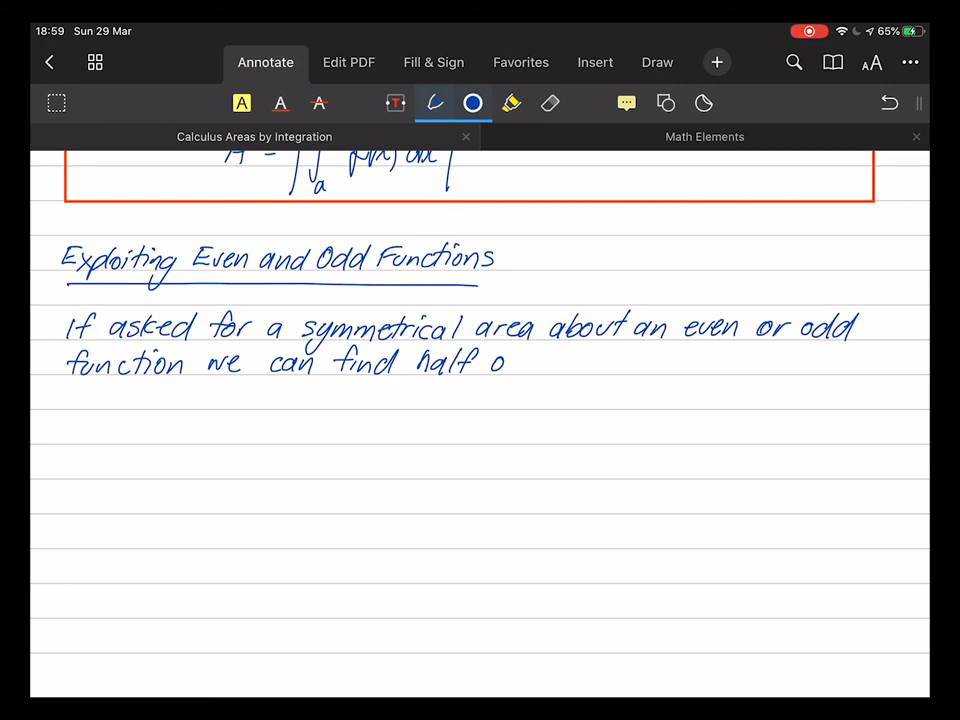 18:59 Sun 29 Mar 65%
Annotate Edit PDF Fill & Sign Favorites Insert Draw
Calculus Areas by Integration Math Elements
A = a dx
Exploiting Even and Odd Functions
If asked for a symmetrical area about an even or odd
function we can find half o